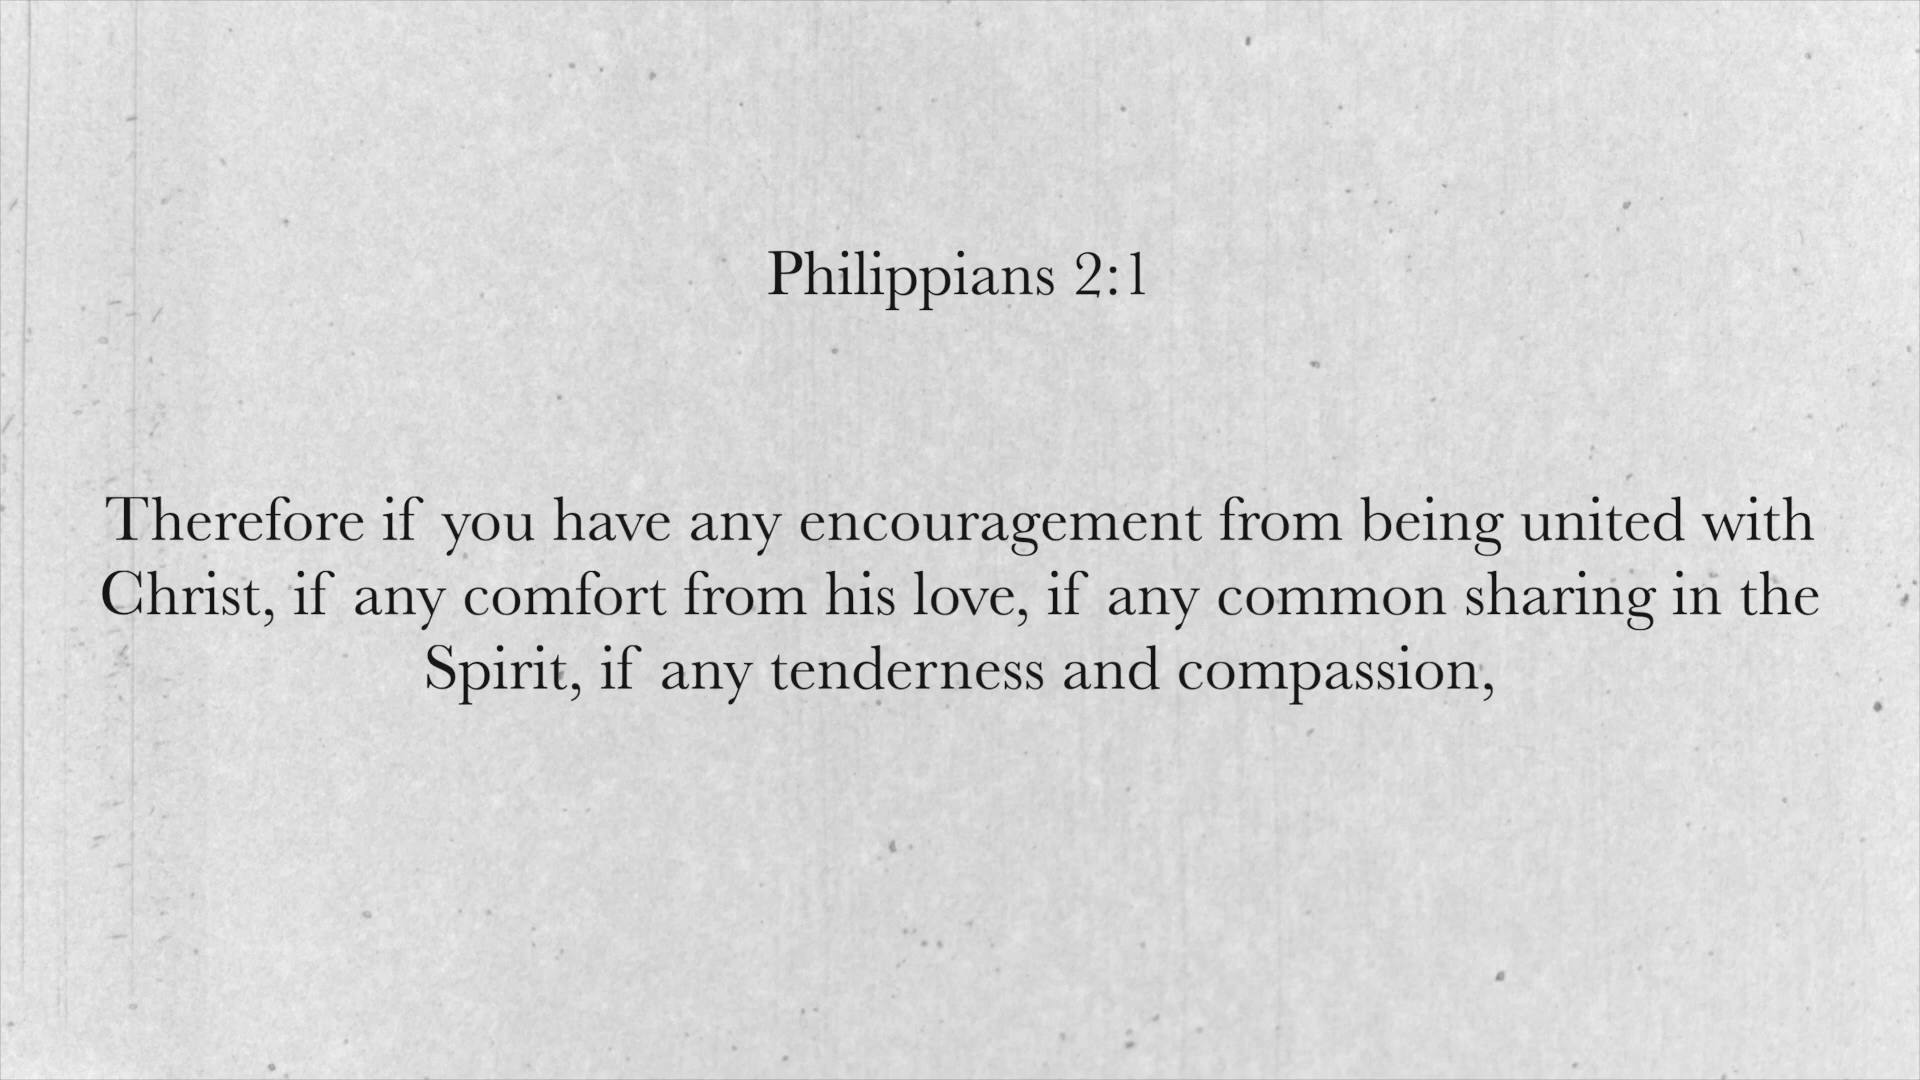 Philippians 2:1
Therefore if you have any encouragement from being united with
Christ, if any comfort from his love, if any common sharing in the
Spirit, if any tenderness and compassion,